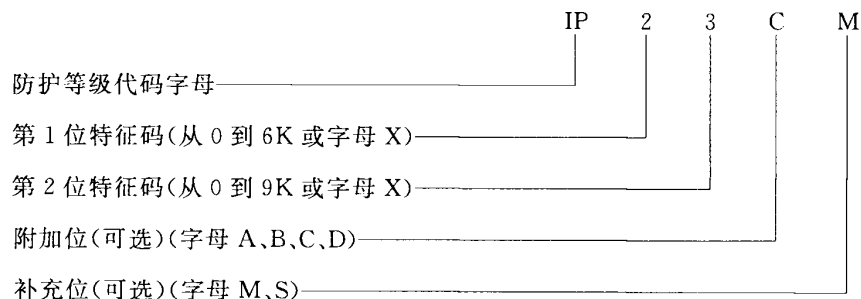 IP 2 3 C M
防护等级代码字母
第 1 位特征码(从 0 到 6K 或字母 X)
第 2 位特征码(从 0 到 9K 或字母 X)
附加位(可选)(字母 A、B、C、D)
补充位(可选)(字母 M、S)